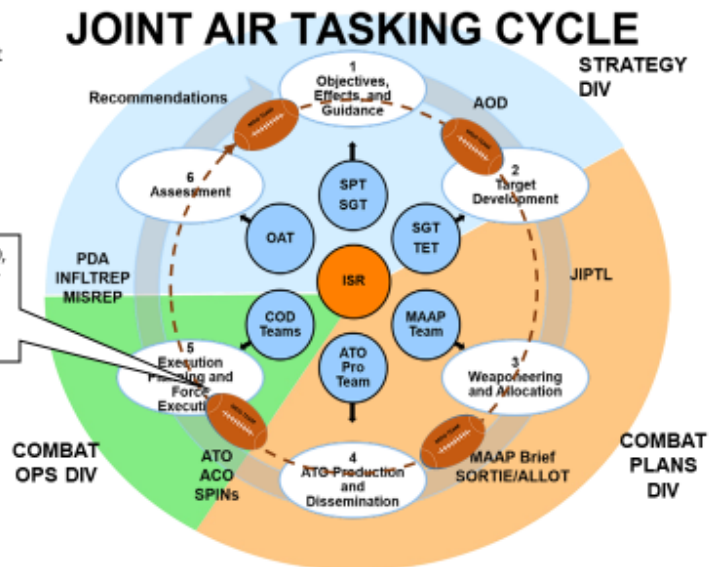 JOINT AIR TASKING CYCLE
STRATEGY
DIV
1
Objectives,
Effects, and
Guidance
Recommendations
AOD
6
Assessment
2
Target
Development
SPT
SGT
OAT
SGT
TET
ISR
PDA
INFLTREP
MISREP
JIPTL
COD
Teams
MAAP
Team
ATO
Pro
Team
5
Execution
Planning and
Force
Execution
3
Weaponeering
and Allocation
COMBAT
OPS DIV
ATO
ACO
SPINs
4
ATO Production
and
Dissemination
MAAP Brief
SORTIE/ALLOT
COMBAT
PLANS
DIV